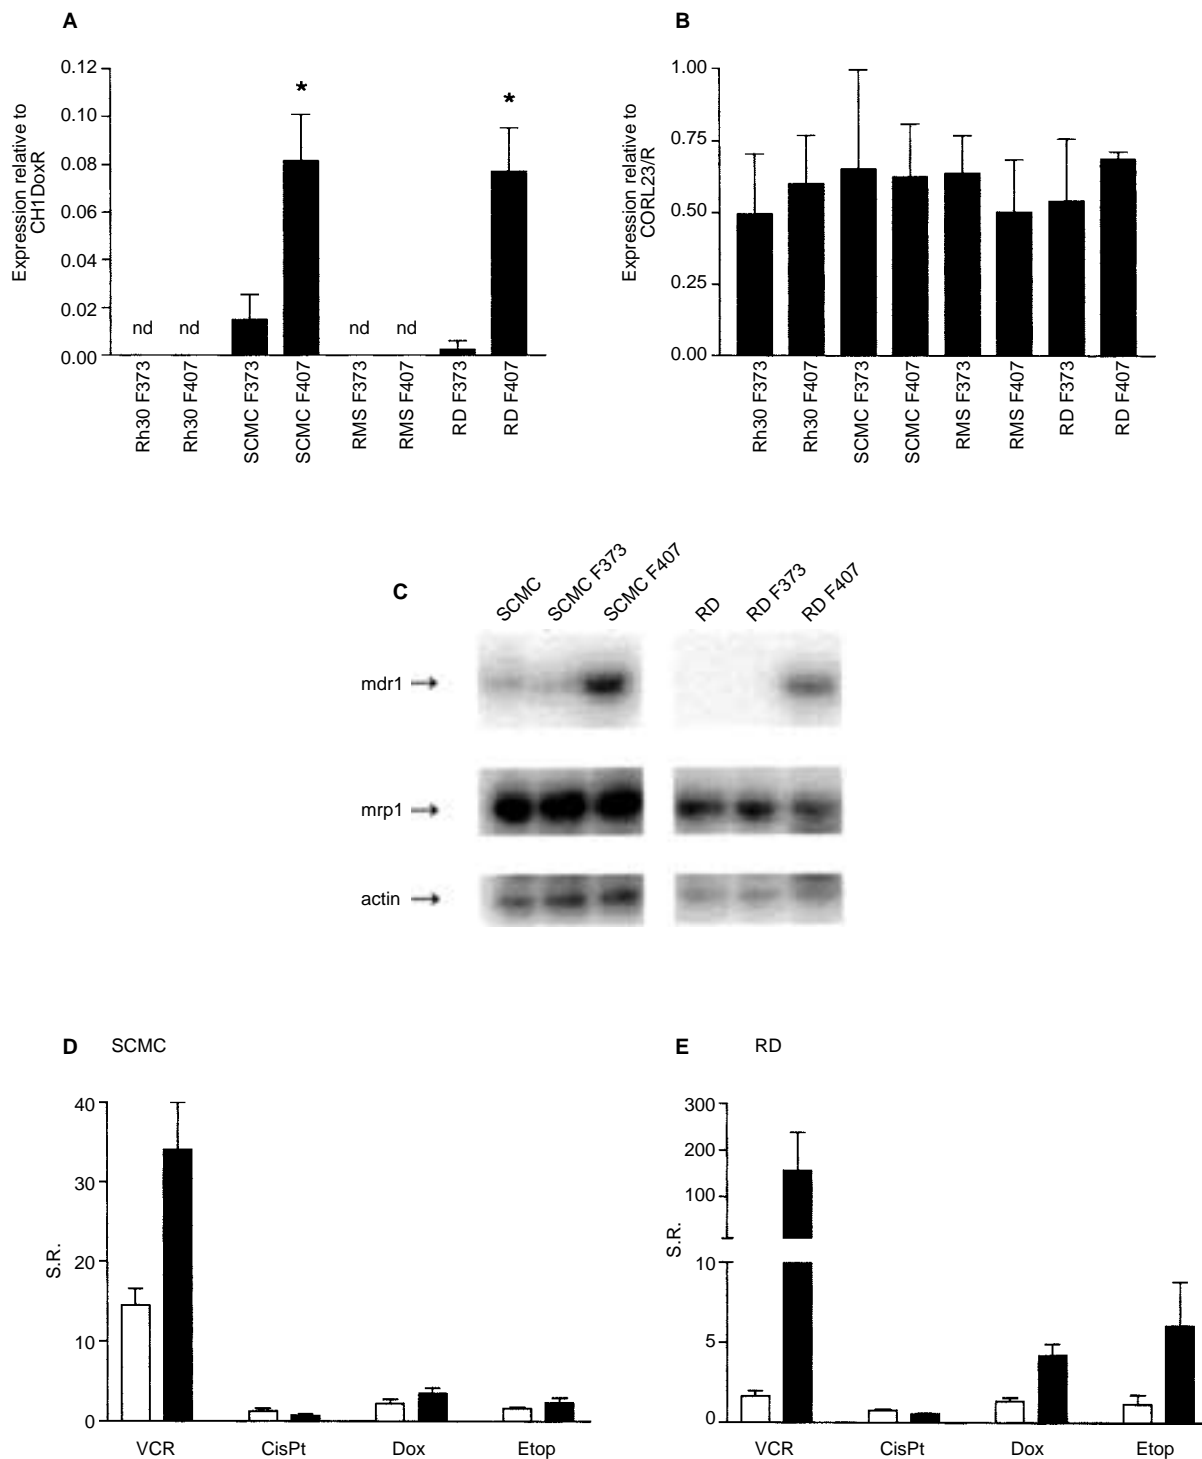 A
Expression relative to
CH1DoxR
0.12
0.10
0.08
0.06
0.04
0.02
0.00
nd
nd
*
nd
nd
*
Rh30 F373
Rh30 F407
SCMC F373
SCMC F407
RMS F373
RMS F407
RD F373
RD F407
B
Expression relative to
CORL23/R
1.00
0.75
0.50
0.25
0.00
Rh30 F373
Rh30 F407
SCMC F373
SCMC F407
RMS F373
RMS F407
RD F373
RD F407
C
SCMC
SCMC F373
SCMC F407
RD
RD F373
RD F407
mdr1
mrp1
actin
D SCMC
S.R.
40
30
20
10
0
VCR CisPt Dox Etop
E RD
S.R.
300
200
100
10
5
0
VCR CisPt Dox Etop